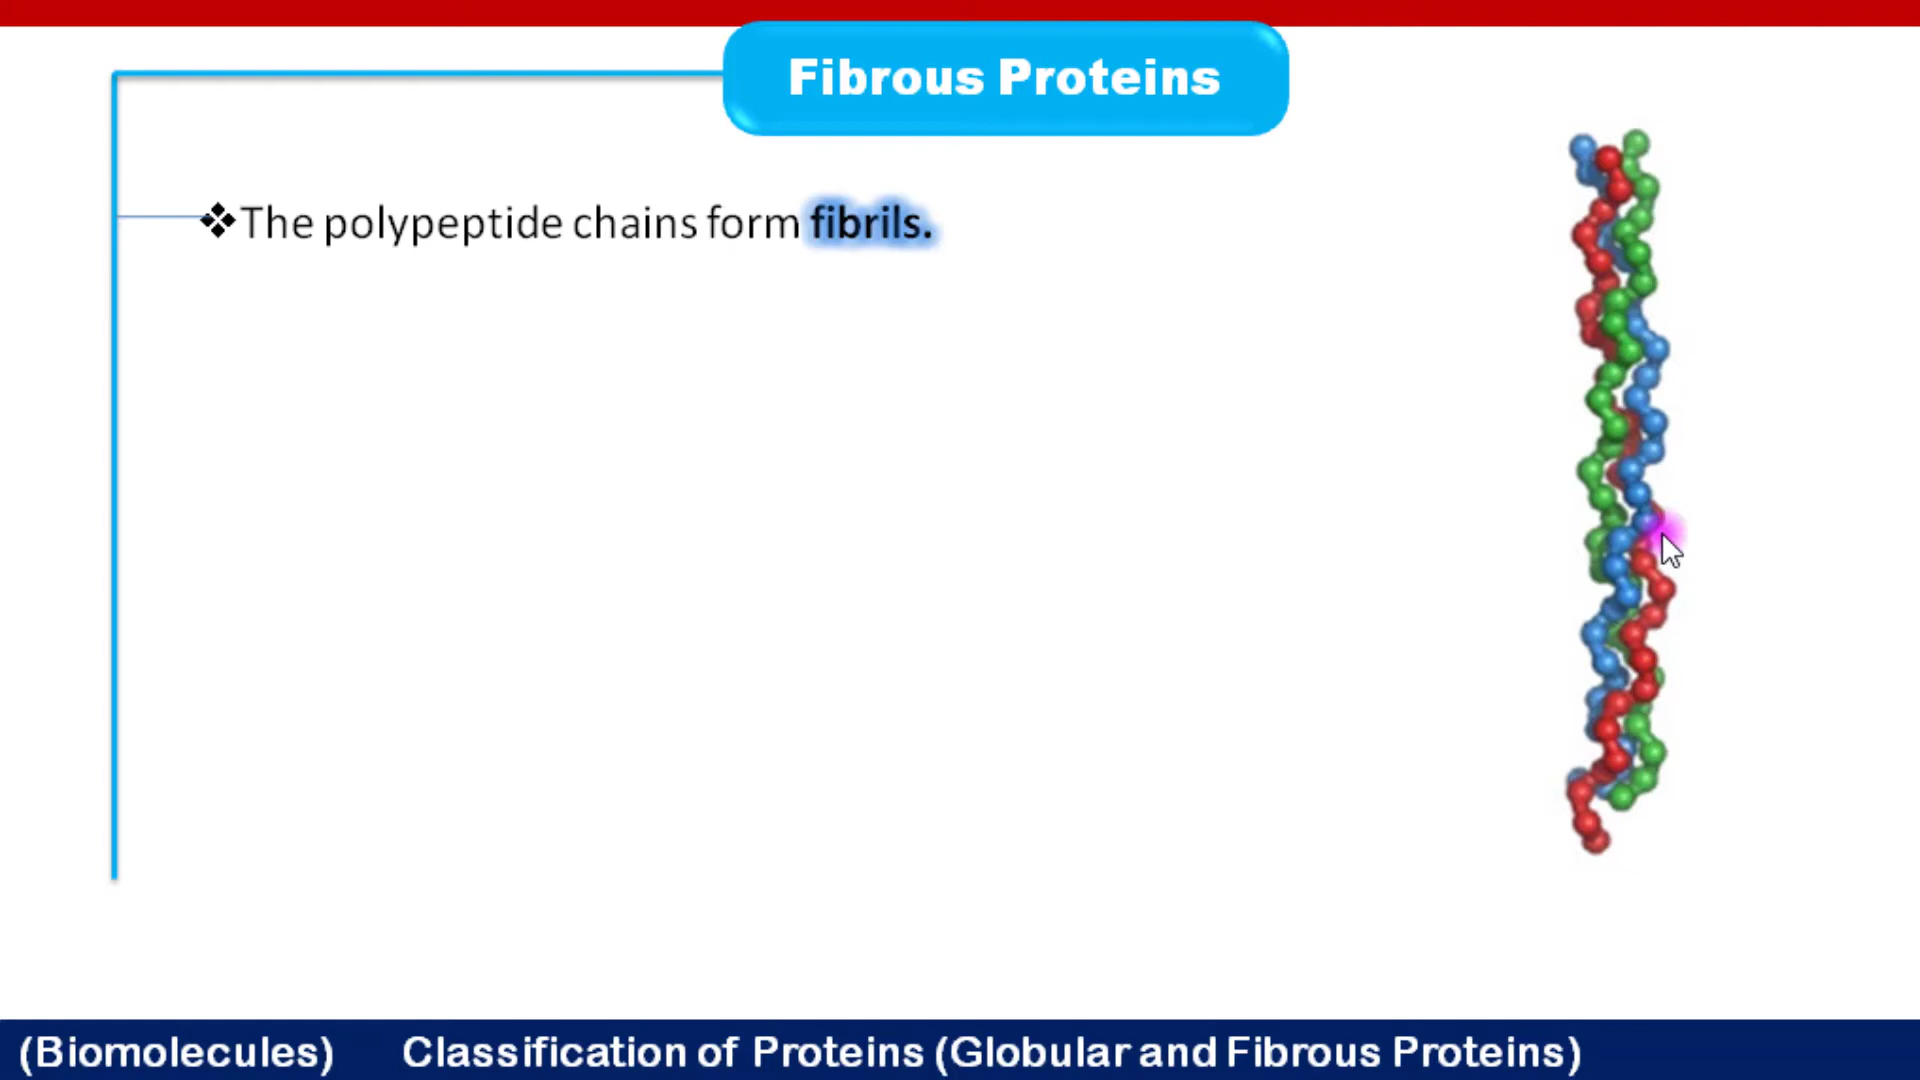 Fibrous Proteins
❖The polypeptide chains form fibrils.
(Biomolecules) Classification of Proteins (Globular and Fibrous Proteins)